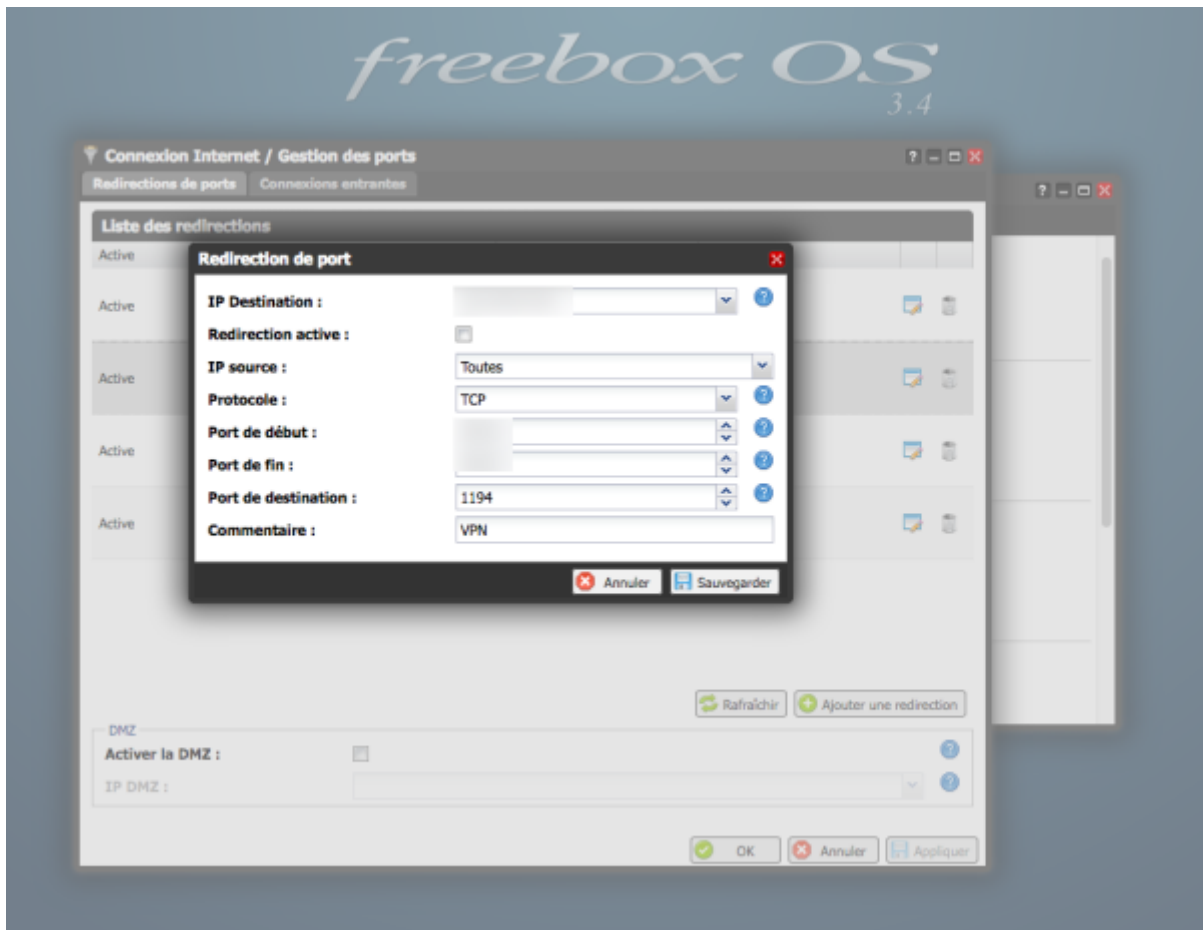 freebox OS
3.4
Connexion Internet / Gestion des ports
Redirections de ports Connexions entrantes
Liste des redirections
Active
Redirection de port
IP Destination :
Active
Redirection active :
IP source : Toutes
Active
Protocole : TCP
Port de début :
Active
Port de fin :
Port de destination : 1194
Active
Commentaire : VPN
Annuler Sauvegarder
Rafraîchir Ajouter une redirection
DMZ
Activer la DMZ :
IP DMZ :
OK Annuler Appliquer